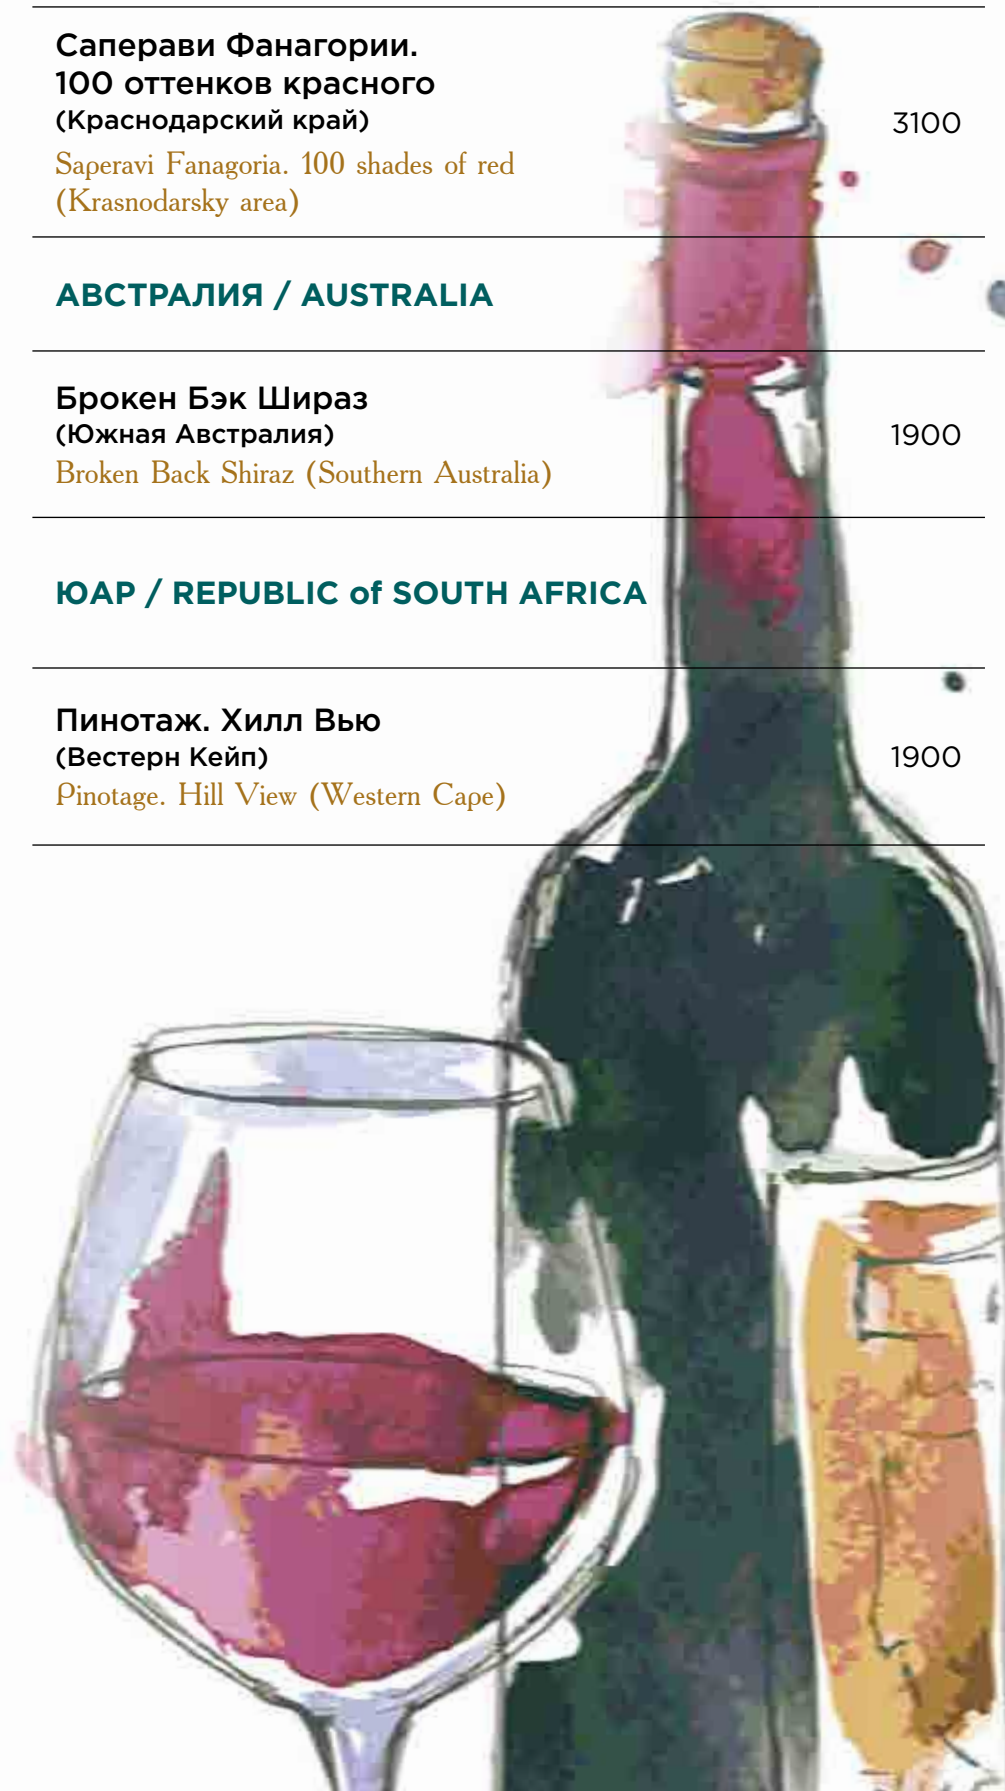 Саперави Фанагории.
100 оттенков красного
(Краснодарский край)
3100
Saperavi Fanagoria. 100 shades of red
(Krasnodarsky area)
АВСТРАЛИЯ / AUSTRALIA
Брокен Бэк Шираз
(Южная Австралия)
1900
Broken Back Shiraz (Southern Australia)
ЮАР / REPUBLIC of SOUTH AFRICA
Пинотаж. Хилл Вью
(Вестерн Кейп)
1900
Pinotage. Hill View (Western Cape)